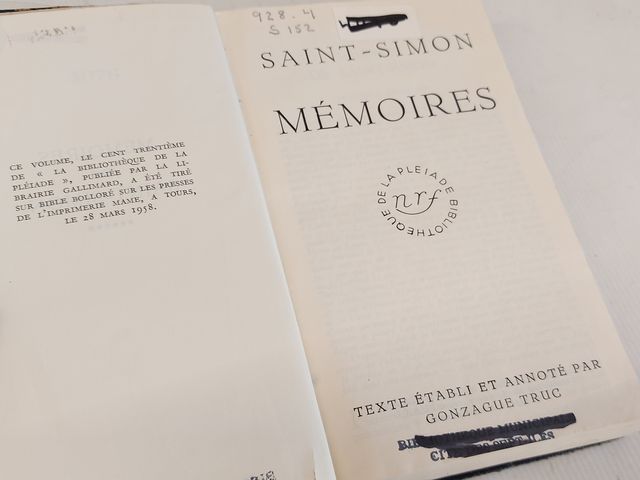 CE VOLUME, LE CENT TRENTIÈME
DE « LA BIBLIOTHÈQUE DE LA
PLÉIADE », PUBLIÉE PAR LA LI-
BRAIRIE GALLIMARD, A ÉTÉ TIRÉ
SUR BIBLE BOLLORÉ SUR LES PRESSES
DE L'IMPRIMERIE MAME, A TOURS,
LE 28 MARS 1958.
928.4
S 152
SAINT-SIMON
MÉMOIRES
BIBLIOTHÈQUE DE LA PLEIADE
nrf
TEXTE ÉTABLI ET ANNOTÉ PAR
GONZAGUE TRUC